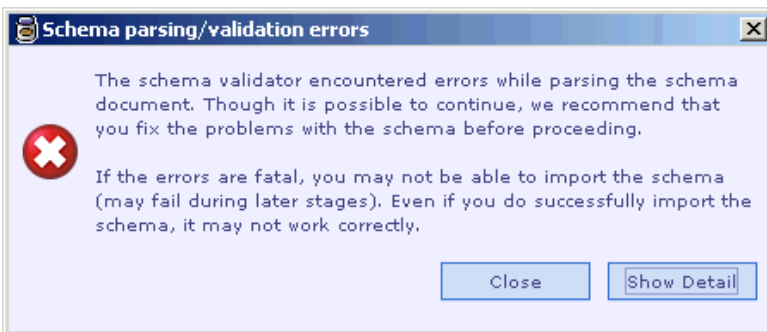 Schema parsing/validation errors
The schema validator encountered errors while parsing the schema
document. Though it is possible to continue, we recommend that
you fix the problems with the schema before proceeding.
If the errors are fatal, you may not be able to import the schema
(may fail during later stages). Even if you do successfully import the
schema, it may not work correctly.
Close
Show Detail